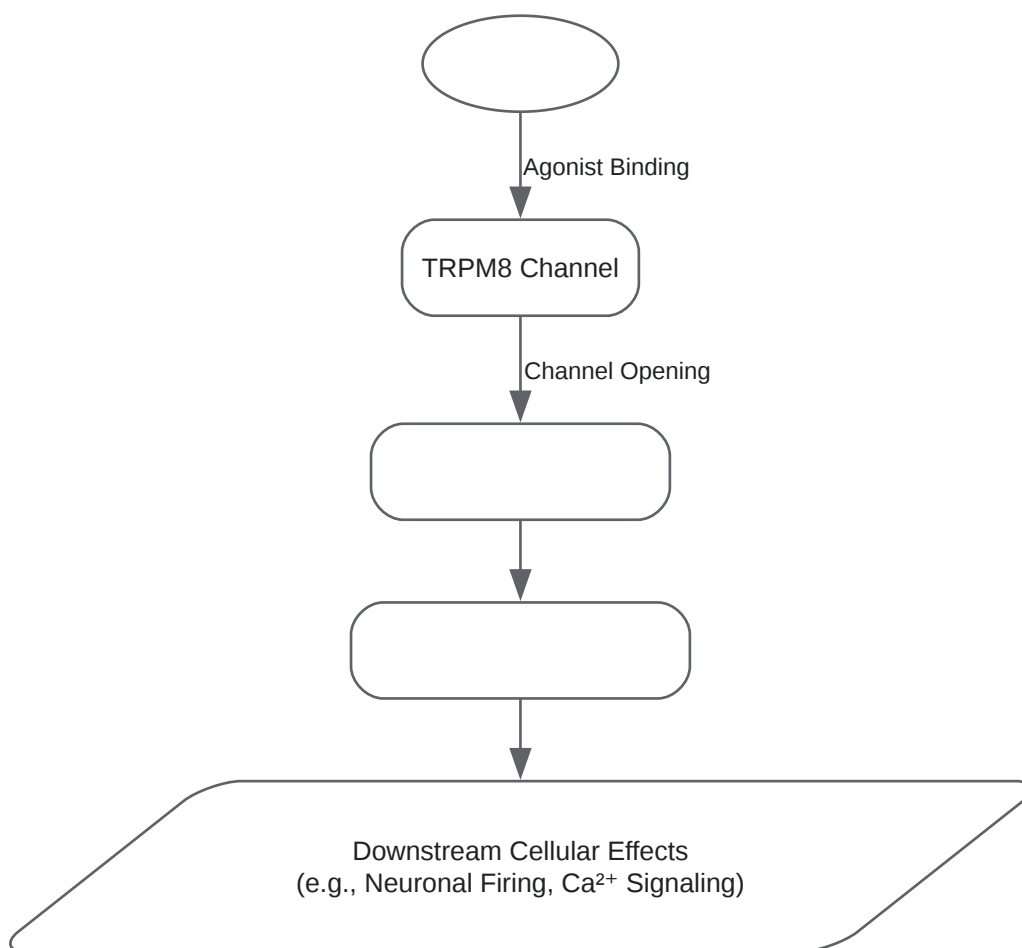 Agonist Binding
TRPM8 Channel
Channel Opening
Downstream Cellular Effects
(e.g., Neuronal Firing, Ca²⁺ Signaling)